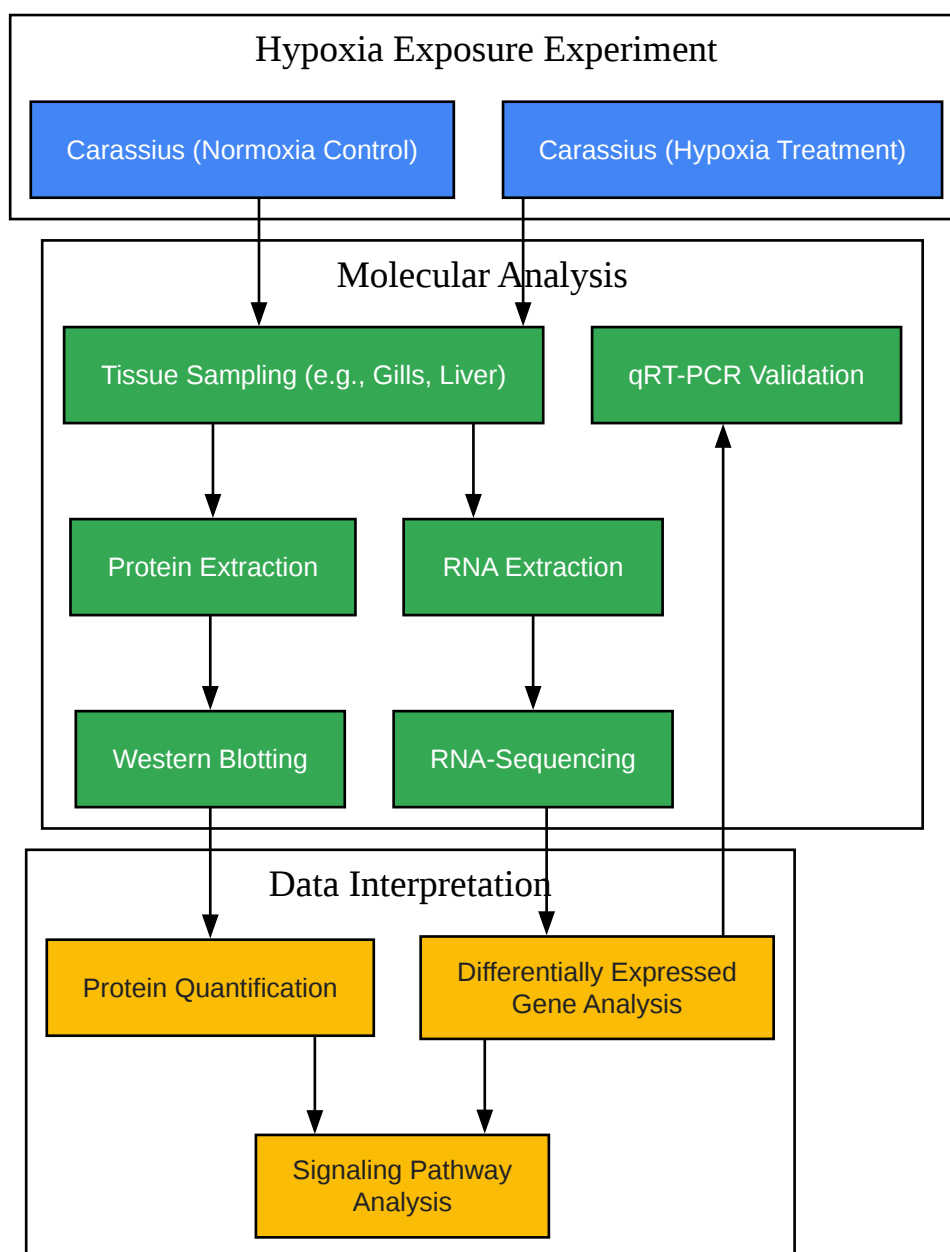 Hypoxia Exposure Experiment
Carassius (Normoxia Control)
Carassius (Hypoxia Treatment)
Molecular Analysis
Tissue Sampling (e.g., Gills, Liver)
qRT-PCR Validation
Protein Extraction
RNA Extraction
Western Blotting
RNA-Sequencing
Data Interpretation
Protein Quantification
Differentially Expressed
Gene Analysis
Signaling Pathway
Analysis